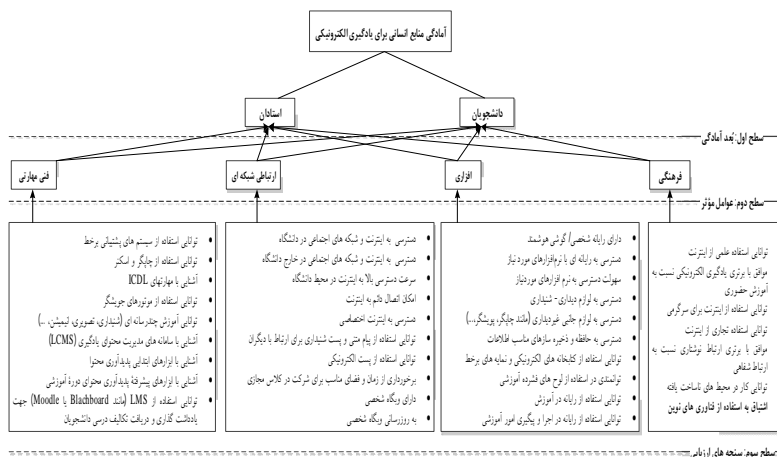 آمادگی منابع انسانی برای یادگیری الکترونیکی
دانشجویان
استادان
سطح اول: بُعد آمادگی
فرهنگی
افزاری
ارتباطی شبکه ای
فنی مهارتی
سطح دوم: عوامل مؤثر
توانایی استفاده علمی از اینترنت
موافق با برتری یادگیری الکترونیکی نسبت به
آموزش حضوری
توانایی استفاده از اینترنت برای سرگرمی
توانایی استفاده تجاری از اینترنت
موافق با برتری ارتباط نوشتاری نسبت به
ارتباط شفاهی
توانایی کار در محیط های ناساخت یافته
اشتیاق به استفاده از فناوری های نوین
دارای رایانه شخصی/ گوشی هوشمند
دسترسی به رایانه ای با نرم‌افزارهای مورد نیاز
سهولت دسترسی به نرم افزارهای موردنیاز
دسترسی به لوازم دیداری- شنیداری
دسترسی به لوازم جانبی غیردیداری (مانند چاپگر، پویشگر،...)
دسترسی به حافظه و ذخیره سازهای مناسب اطلاعات
توانایی استفاده از کتابخانه های الکترونیکی و نمایه های برخط
توانمندی در استفاده از لوح های فشرده آموزشی
توانایی استفاده از رایانه در آموزش
توانایی استفاده از رایانه در اجرا و پیگیری امور آموزشی
دسترسی به اینترنت و شبکه های اجتماعی در دانشگاه
دسترسی به اینترنت و شبکه های اجتماعی در خارج دانشگاه
سرعت دسترسی بالا به اینترنت در محیط دانشگاه
امکان اتصال دائم به اینترنت
دسترسی به اینترنت اختصاصی
توانایی استفاده از پیام متنی و پست شنیداری برای ارتباط با دیگران
توانایی استفاده از پست الکترونیکی
برخورداری از زمان و فضای مناسب برای شرکت در کلاس مجازی
دارای وبگاه شخصی
به روزرسانی وبگاه شخصی
توانایی استفاده از سیستم های پشتیبانی برخط
توانایی استفاده از چاپگر و اسکنر
آشنایی با مهارتهای ICDL
توانایی استفاده از موتورهای جویشگر
توانایی آموزش چندرسانه ای (شنیداری، تصویری، انیمیشن، ...)
آشنایی با سامانه های مدیریت محتوای یادگیری (LCMS)
آشنایی با ابزارهای ابتدایی پدیدآوری محتوا
آشنایی با ابزارهای پیشرفتۀ پدیدآوری محتوای دورۀ آموزشی
توانایی استفاده از LMS (مانند Blachboard یا Moodle) جهت
یادداشت گذاری و دریافت تکالیف درسی دانشجویان
سطح سوم: سنجه های ارزیابی